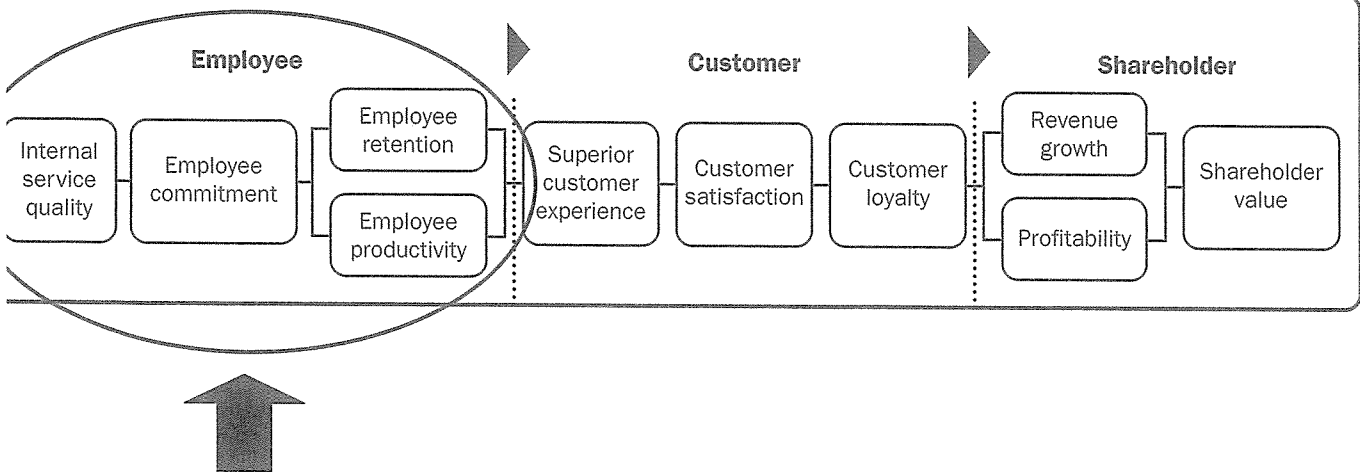 Employee
Customer
Shareholder
Internal
service
quality
Employee
commitment
Employee
retention
Employee
productivity
Superior
customer
experience
Customer
satisfaction
Customer
loyalty
Revenue
growth
Profitability
Shareholder
value